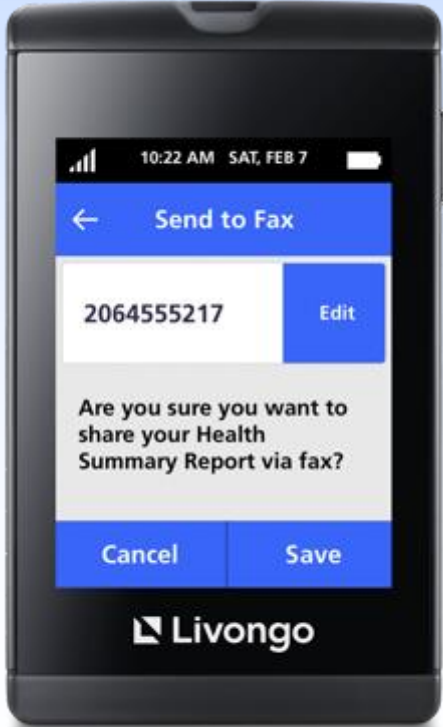 10:22 AM SAT, FEB 7
Send to Fax
2064555217
Edit
Are you sure you want to
share your Health
Summary Report via fax?
Cancel
Save
Livongo